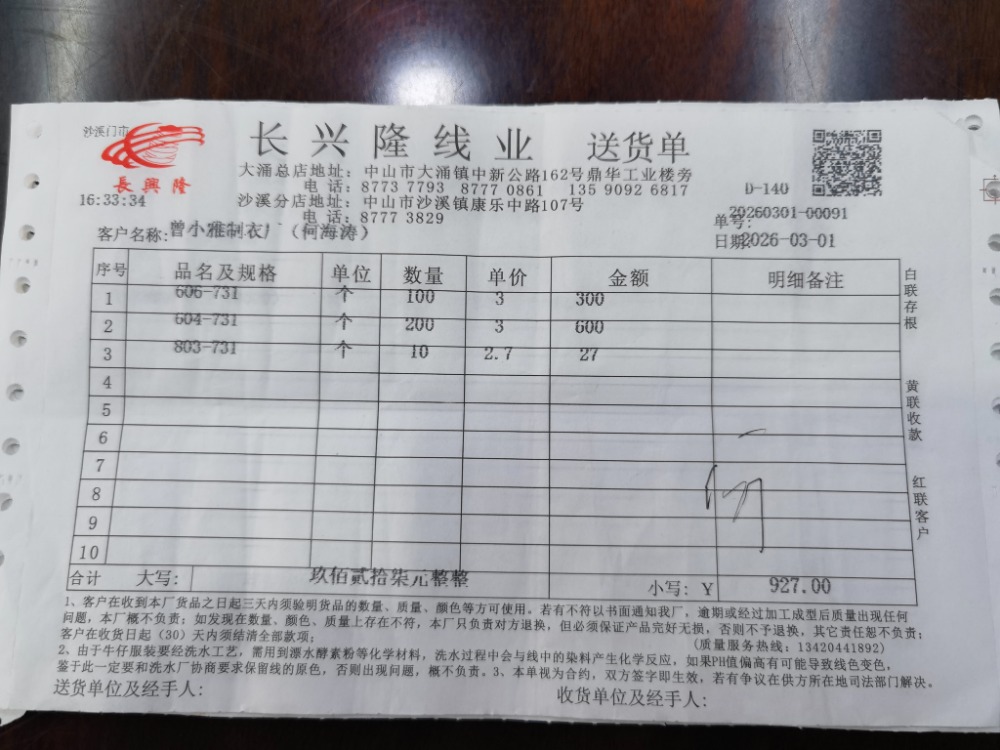 沙溪门市
長興隆
16:33:34
长兴隆线业 送货单
大涌总店地址：中山市大涌镇中新公路162号鼎华工业楼旁
电话：8773 7793 8777 0861 135 9092 6817
沙溪分店地址：中山市沙溪镇康乐中路107号
电话：8777 3829
D-140
单号：20260301-00091
客户名称：曾小雅制衣厂（何海涛）
日期：2026-03-01
序号 品名及规格 单位 数量 单价 金额 明细备注
1 606-731 个 100 3 300
2 604-731 个 200 3 600
3 803-731 个 10 2.7 27
4
5
6
7
8
9
10
合计 大写： 玖佰贰拾柒元整整 小写：Y 927.00
白联存根
黄联收款
红联客户
1、客户在收到本厂货品之日起三天内须验明货品的数量、质量、颜色等方可使用。若有不符以书面通知我厂，逾期或经过加工成型后质量出现任何
问题，本厂概不负责；如发现在数量、颜色、质量上存在不符，本厂只负责对方退换，但必须保证产品完好无损，否则不予退换，其它责任恕不负责；
客户在收货日起（30）天内须结清全部款项； (质量服务热线：13420441892)
2、由于牛仔服装要经洗水工艺，需用到漂水酵素粉等化学材料，洗水过程中会与线中的染料产生化学反应，如果PH值偏高有可能导致线色变色，
鉴于此一定要和洗水厂协商要求保留线的原色，否则出现问题，概不负责。3、本单视为合约，双方签字即生效，若有争议在供方所在地司法部门解决。
送货单位及经手人： 收货单位及经手人：